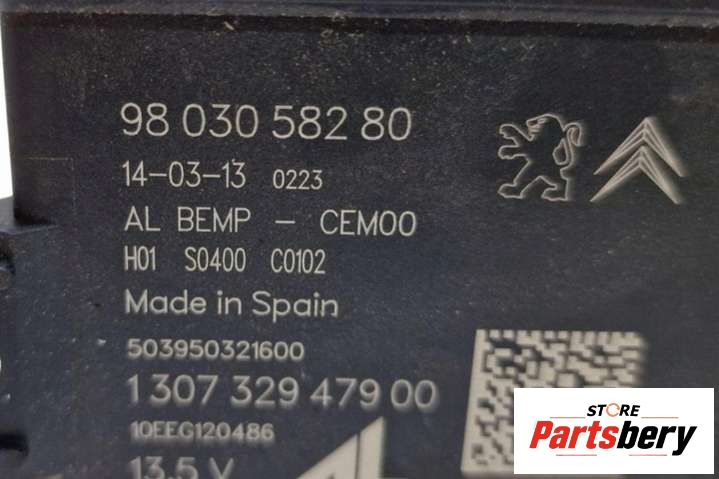 98 030 582 80
14-03-13 0223
AL BEMP - CEM00
H01 S0400 C0102
Made in Spain
503950321600
1 307 329 479 00
10EEG120486
13,5 V
STORE
Partsbery